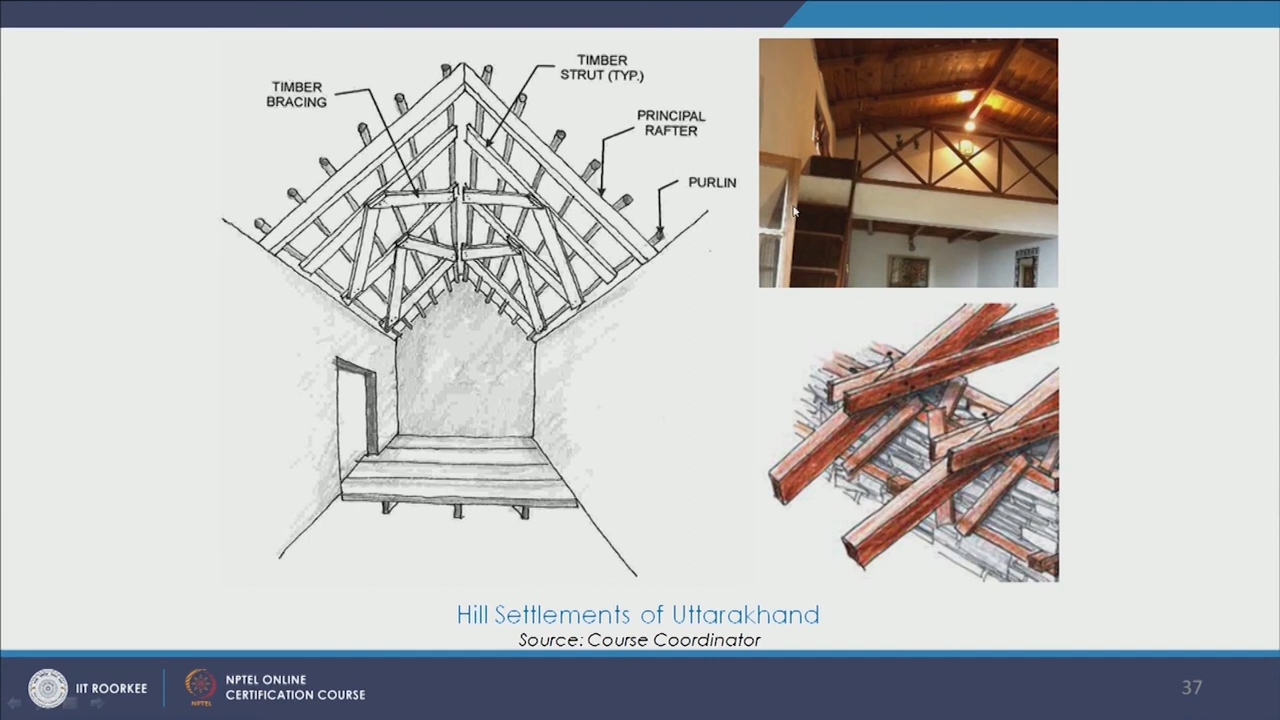 TIMBER
BRACING
TIMBER
STRUT (TYP.)
PRINCIPAL
RAFTER
PURLIN
Hill Settlements of Uttarakhand
Source: Course Coordinator
IIT ROORKEE
NPTEL
NPTEL ONLINE
CERTIFICATION COURSE
37